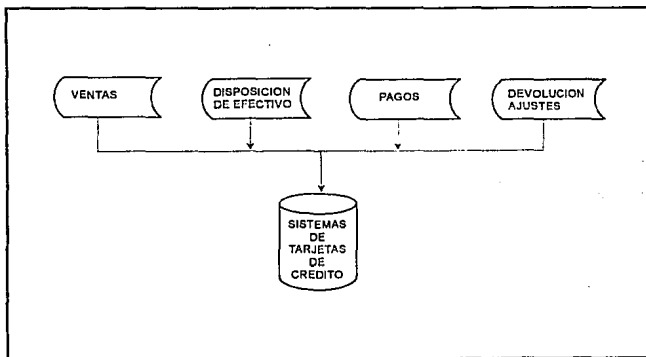 VENTAS
DISPOSICION
DE EFECTIVO
PAGOS
DEVOLUCION
AJUSTES
SISTEMAS
DE
TARJETAS
DE
CREDITO